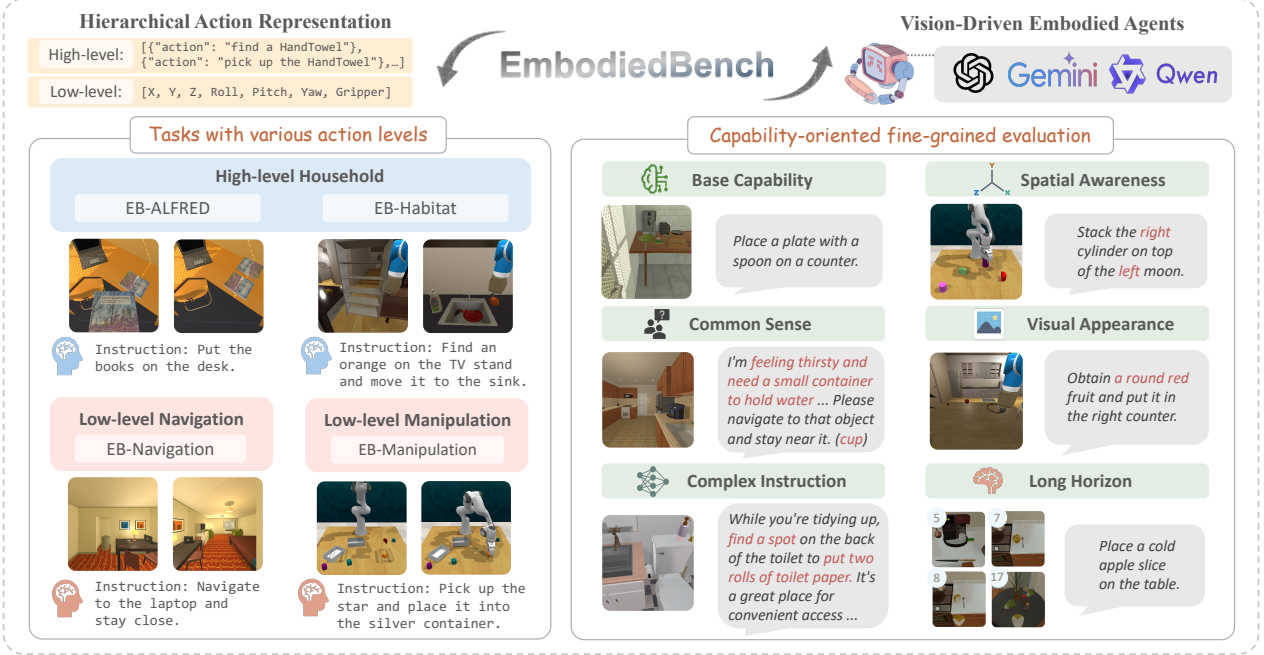 Hierarchical Action Representation
High-level:
[{"action": "find a HandTowel"},
{"action": "pick up the HandTowel"},…]
Low-level:
[X, Y, Z, Roll, Pitch, Yaw, Gripper]
EmbodiedBench
Vision-Driven Embodied Agents
Gemini
Qwen
Tasks with various action levels
High-level Household
EB-ALFRED
EB-Habitat
Instruction: Put the
books on the desk.
Instruction: Find an
orange on the TV stand
and move it to the sink.
Low-level Navigation
EB-Navigation
Low-level Manipulation
EB-Manipulation
Instruction: Navigate
to the laptop and
stay close.
Instruction: Pick up the
star and place it into
the silver container.
Capability-oriented fine-grained evaluation
Base Capability
Place a plate with a
spoon on a counter.
Y
Z
X
Spatial Awareness
Stack the right
cylinder on top
of the left moon.
Common Sense
I'm feeling thirsty and
need a small container
to hold water ... Please
navigate to that object
and stay near it. (cup)
Visual Appearance
Obtain a round red
fruit and put it in
the right counter.
Complex Instruction
While you're tidying up,
find a spot on the back
of the toilet to put two
rolls of toilet paper. It's
a great place for
convenient access ...
Long Horizon
5
7
8
17
Place a cold
apple slice
on the table.